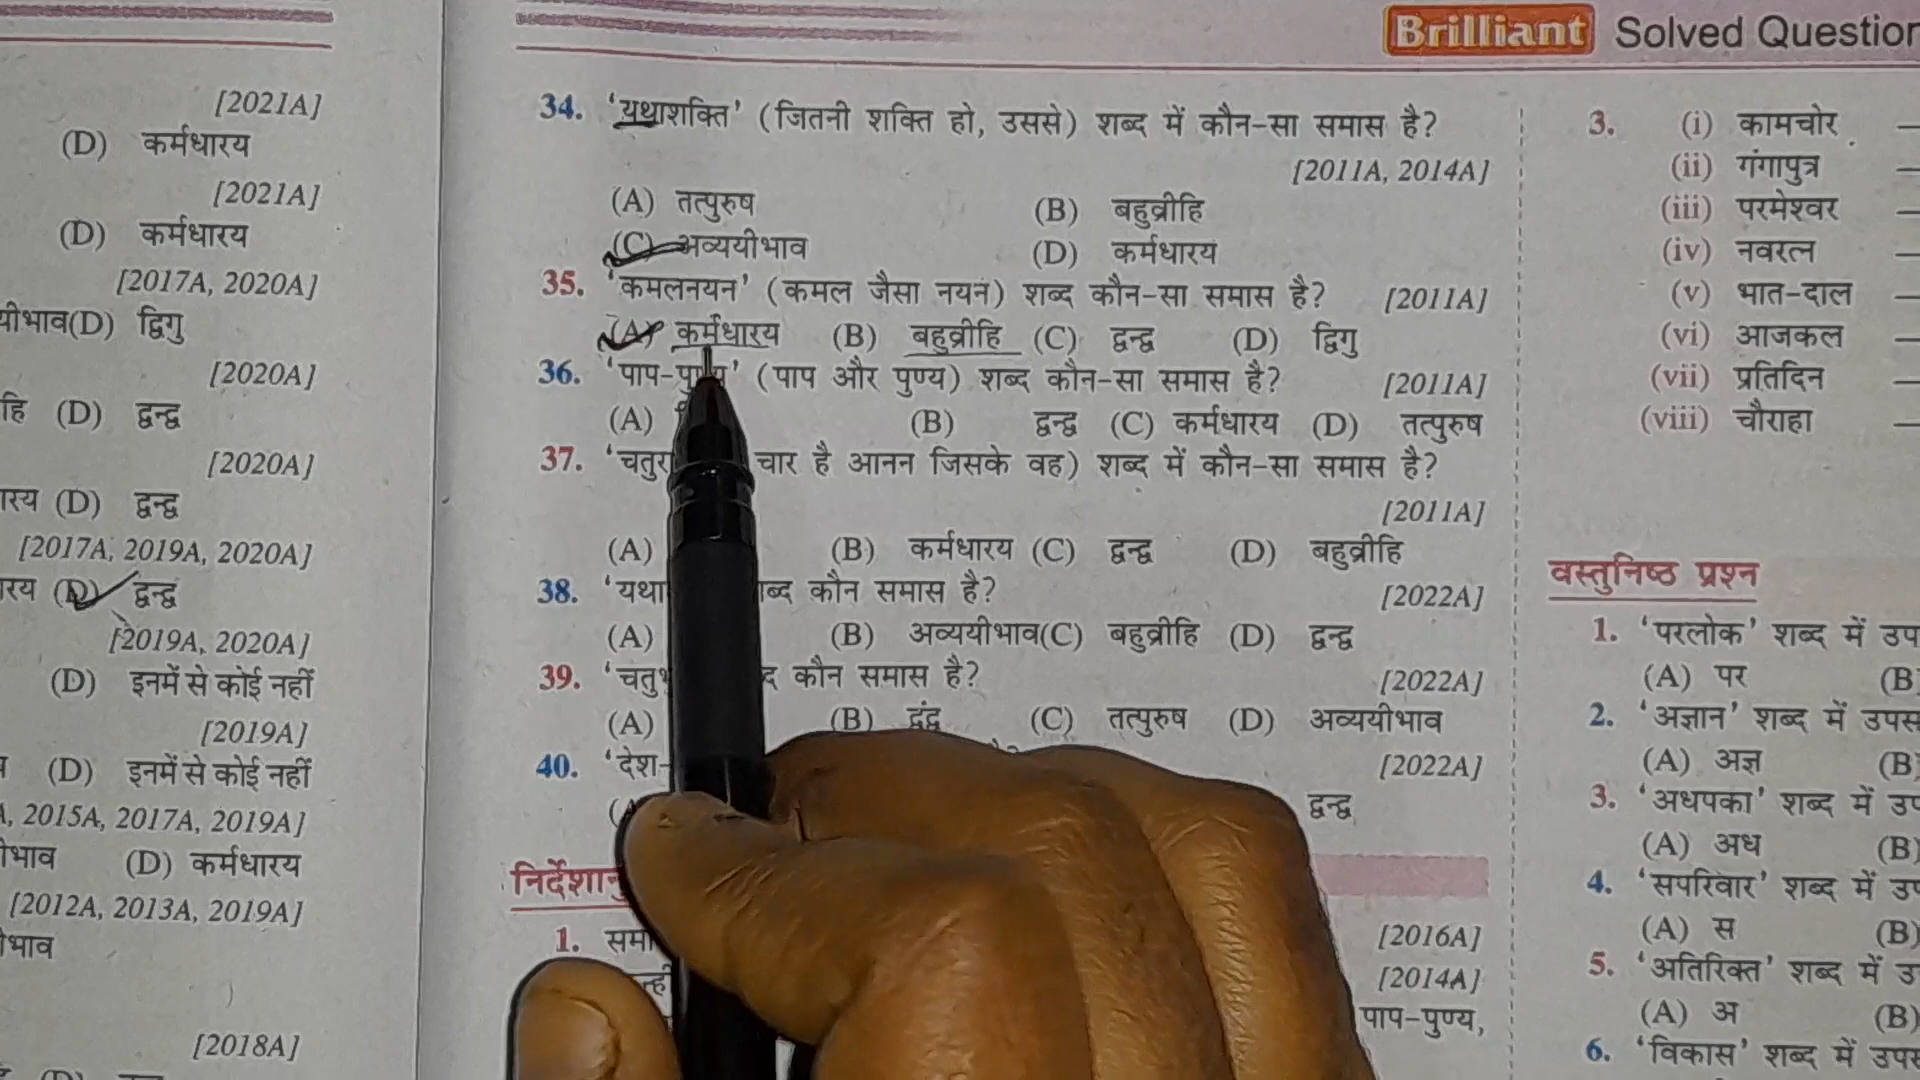 [2021A]
(D) कर्मधारय
[2021A]
(D) कर्मधारय
[2017A, 2020A]
यीभाव(D) द्विगु
[2020A]
हि (D) द्वन्द्व
[2020A]
(D) द्वन्द्व
[2017A, 2019A, 2020A]
(D) द्वन्द्व
[2019A, 2020A]
(D) इनमें से कोई नहीं
[2019A]
(D) इनमें से कोई नहीं
2015A, 2017A, 2019A]
(D) कर्मधारय
[2012A, 2013A, 2019A]
[2018A]
Brilliant Solved Question
34. 'यथाशक्ति' (जितनी शक्ति हो, उससे) शब्द में कौन-सा समास है?
[2011A, 2014A]
(A) तत्पुरुष (B) बहुव्रीहि
(C) अव्ययीभाव (D) कर्मधारय
35. 'कमलनयन' (कमल जैसा नयन) शब्द कौन-सा समास है? [2011A]
(A) कर्मधारय (B) बहुव्रीहि (C) द्वन्द्व (D) द्विगु
36. 'पाप-पुण्य' (पाप और पुण्य) शब्द कौन-सा समास है? [2011A]
(A) (B) द्वन्द्व (C) कर्मधारय (D) तत्पुरुष
37. चार है आनन जिसके वह) शब्द में कौन-सा समास है?
[2011A]
(A) (B) कर्मधारय (C) द्वन्द्व (D) बहुव्रीहि
38. 'यथा कौन समास है? [2022A]
(A) (B) अव्ययीभाव(C) बहुव्रीहि (D) द्वन्द्व
39. कौन समास है? [2022A]
(A) (B) द्वंद्व (C) तत्पुरुष (D) अव्ययीभाव
40. 'देश- [2022A]
द्वन्द्व
1. [2016A]
[2014A]
पाप-पुण्य,
3. (i) कामचोर —
(ii) गंगापुत्र —
(iii) परमेश्वर —
(iv) नवरत्न —
(v) भात-दाल —
(vi) आजकल —
(vii) प्रतिदिन —
(viii) चौराहा —
वस्तुनिष्ठ प्रश्न
1. 'परलोक' शब्द में उप
(A) पर (B)
2. 'अज्ञान' शब्द में उपस
(A) अज्ञ (B)
3. 'अधपका' शब्द में उप
(A) अध (B)
4. 'सपरिवार' शब्द में उप
(A) स (B)
5. 'अतिरिक्त' शब्द में उ
(A) अ (B)
6. 'विकास' शब्द में उपस